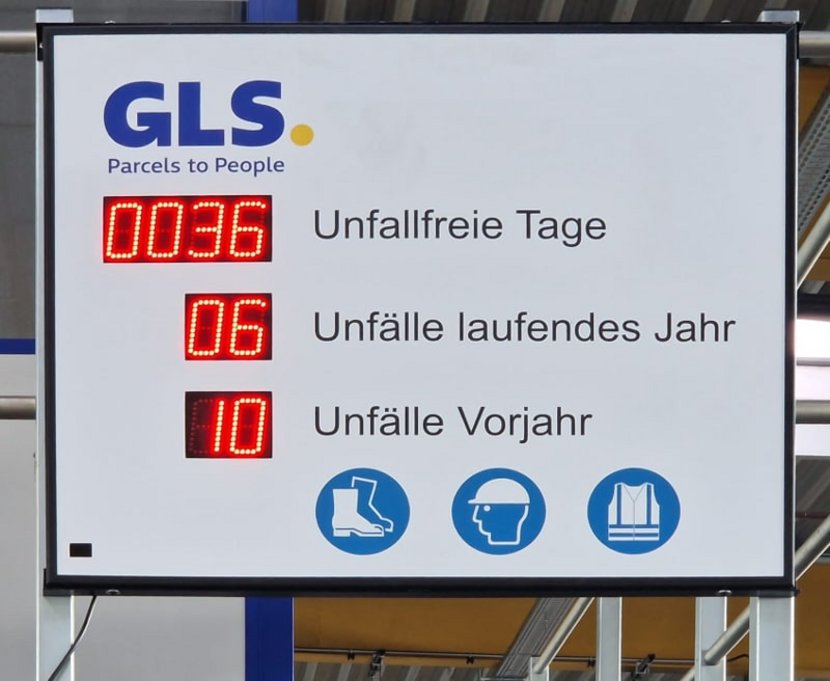 GLS.
Parcels to People
0036 Unfallfreie Tage
06 Unfälle laufendes Jahr
10 Unfälle Vorjahr